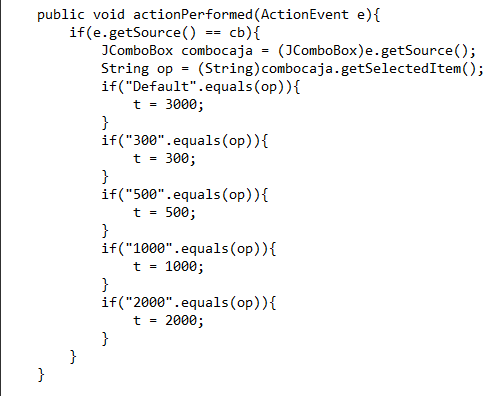 public void actionPerformed(ActionEvent e){
if(e.getSource() == cb){
JComboBox combocaja = (JComboBox)e.getSource();
String op = (String)combocaja.getSelectedItem();
if("Default".equals(op)){
t = 3000;
}
if("300".equals(op)){
t = 300;
}
if("500".equals(op)){
t = 500;
}
if("1000".equals(op)){
t = 1000;
}
if("2000".equals(op)){
t = 2000;
}
}
}